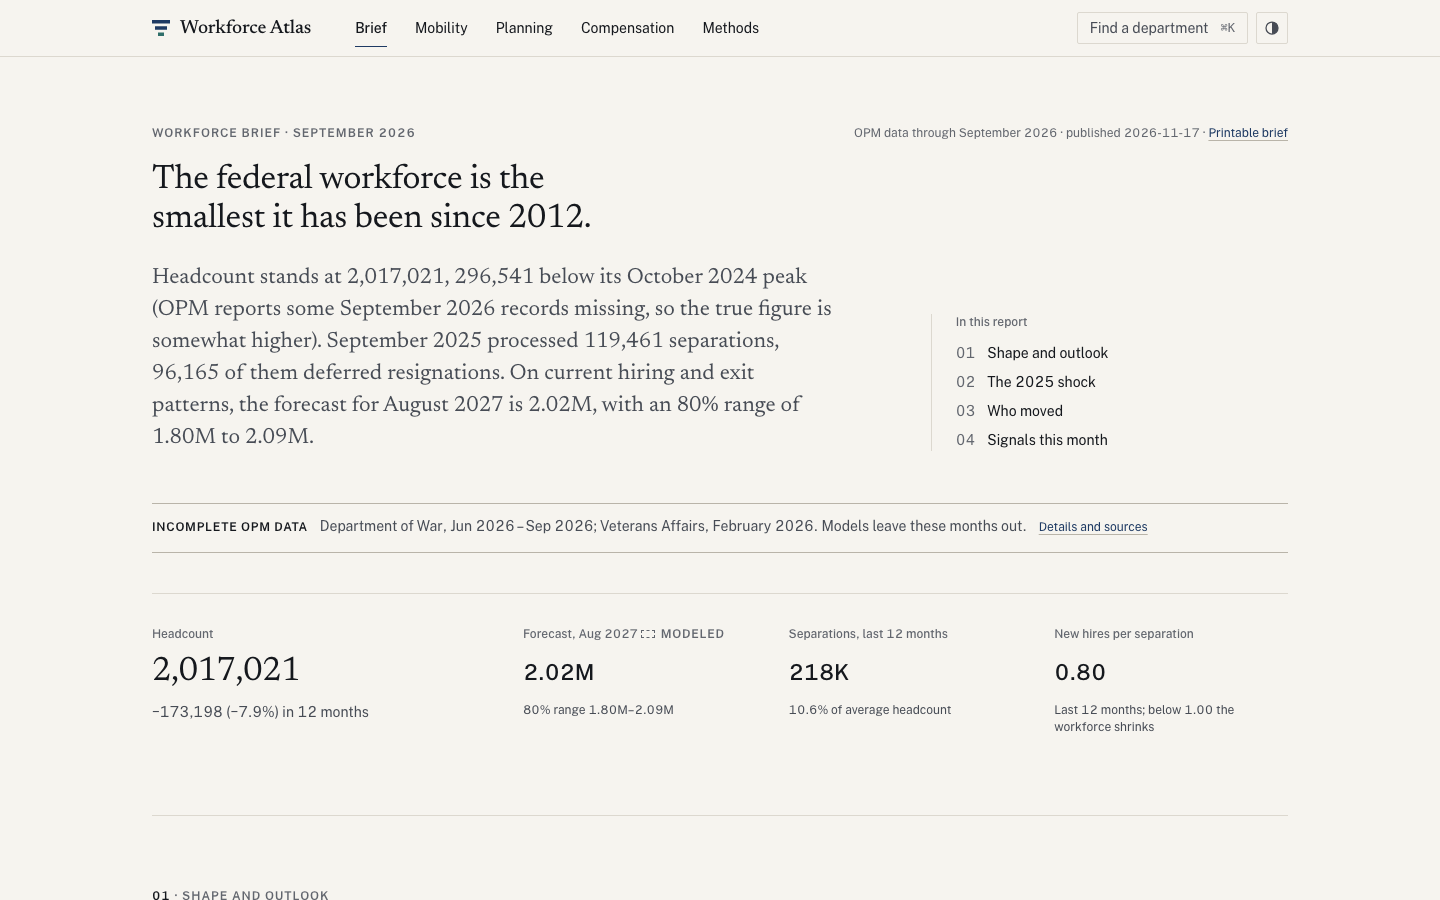 Workforce Atlas
Brief
Mobility
Planning
Compensation
Methods
Find a department ⌘K
WORKFORCE BRIEF · SEPTEMBER 2026
OPM data through September 2026 · published 2026-11-17 · Printable brief
The federal workforce is the
smallest it has been since 2012.
Headcount stands at 2,017,021, 296,541 below its October 2024 peak
(OPM reports some September 2026 records missing, so the true figure is
somewhat higher). September 2025 processed 119,461 separations,
96,165 of them deferred resignations. On current hiring and exit
patterns, the forecast for August 2027 is 2.02M, with an 80% range of
1.80M to 2.09M.
In this report
01 Shape and outlook
02 The 2025 shock
03 Who moved
04 Signals this month
INCOMPLETE OPM DATA Department of War, Jun 2026–Sep 2026; Veterans Affairs, February 2026. Models leave these months out. Details and sources
Headcount
2,017,021
−173,198 (−7.9%) in 12 months
Forecast, Aug 2027 MODELED
2.02M
80% range 1.80M–2.09M
Separations, last 12 months
218K
10.6% of average headcount
New hires per separation
0.80
Last 12 months; below 1.00 the
workforce shrinks
01 · SHAPE AND OUTLOOK